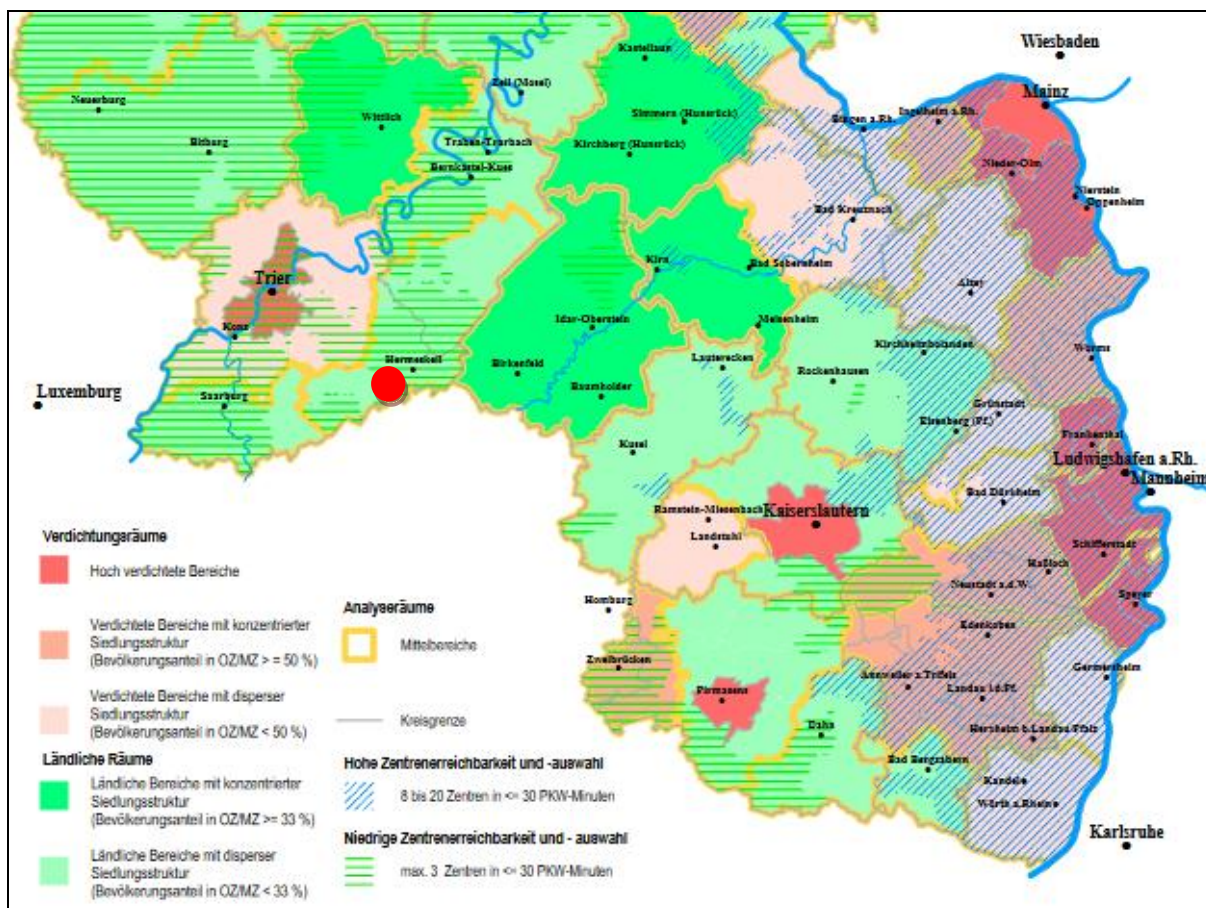 Wiesbaden
Kastellaun
Mainz
Zell (Mosel)
Neuerburg
Wittlich
Simmern (Hunsrück)
Bingen a.Rh.
Ingelheim a.Rh.
Bitburg
Traben-Trarbach
Kirchberg (Hunsrück)
Nieder-Olm
Bernkastel-Kues
Nierstein
Oppenheim
Bad Kreuznach
Trier
Kirn
Bad Sobernheim
Alzey
Konz
Idar-Oberstein
Meisenheim
Kirchheimbolanden
Worms
Hermeskeil
Birkenfeld
Lauterecken
Rockenhausen
Luxemburg
Saarburg
Baumholder
Grünstadt
Eisenberg (Pf.)
Kusel
Frankenthal
Ludwigshafen a.Rh.
Mannheim
Bad Dürkheim
Ramstein-Miesenbach
Kaiserslautern
Landstuhl
Schifferstadt
Haßloch
Neustadt a.d.W.
Homburg
Speyer
Edenkoben
Zweibrücken
Germersheim
Annweiler a.Trifels
Landau i.d.Pf.
Pirmasens
Dahn
Herxheim b.Landau/Pfalz
Bad Bergzabern
Kandel
Wörth a.Rhein
Karlsruhe
Verdichtungsräume
Hoch verdichtete Bereiche
Verdichtete Bereiche mit konzentrierter
Siedlungsstruktur
(Bevölkerungsanteil in OZ/MZ > = 50 %)
Verdichtete Bereiche mit disperser
Siedlungsstruktur
(Bevölkerungsanteil in OZ/MZ < 50 %)
Ländliche Räume
Ländliche Bereiche mit konzentrierter
Siedlungsstruktur
(Bevölkerungsanteil in OZ/MZ >= 33 %)
Ländliche Bereiche mit disperser
Siedlungsstruktur
(Bevölkerungsanteil in OZ/MZ < 33 %)
Analyseräume
Mittelbereiche
Kreisgrenze
Hohe Zentrenerreichbarkeit und -auswahl
8 bis 20 Zentren in <= 30 PKW-Minuten
Niedrige Zentrenerreichbarkeit und - auswahl
max. 3 Zentren in <= 30 PKW-Minuten